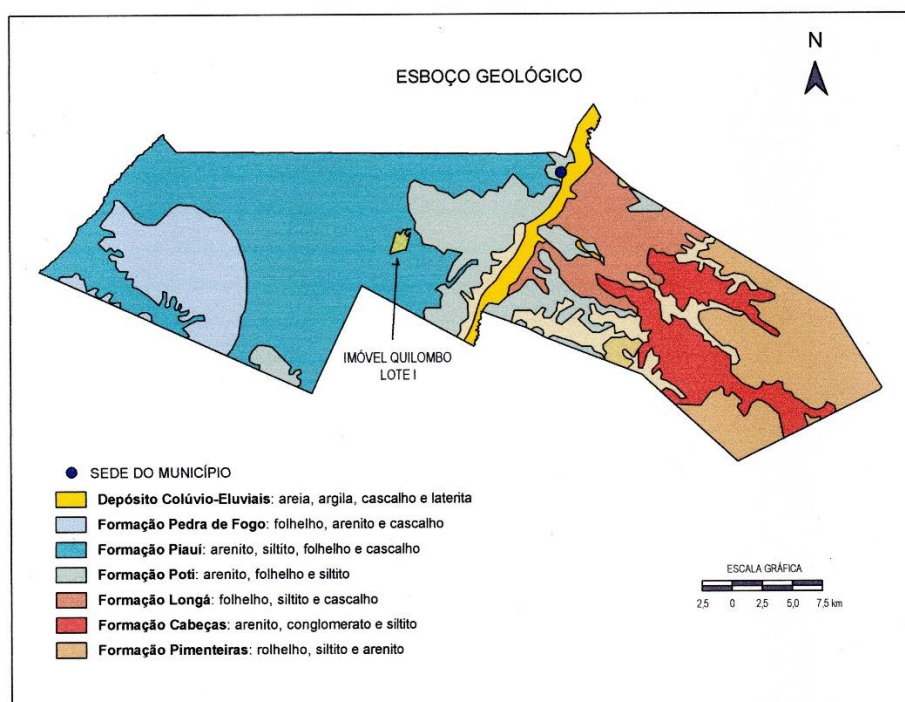 N
ESBOÇO GEOLÓGICO
IMÓVEL QUILOMBO
LOTE I
SEDE DO MUNICÍPIO
Depósito Colúvio-Eluviais: areia, argila, cascalho e laterita
Formação Pedra de Fogo: folhelho, arenito e cascalho
Formação Piauí: arenito, siltito, folhelho e cascalho
Formação Poti: arenito, folhelho e siltito
Formação Longá: folhelho, siltito e cascalho
Formação Cabeças: arenito, conglomerato e siltito
Formação Pimenteiras: rolhelho, siltito e arenito
ESCALA GRÁFICA
2,5 0 2,5 5,0 7,5 km